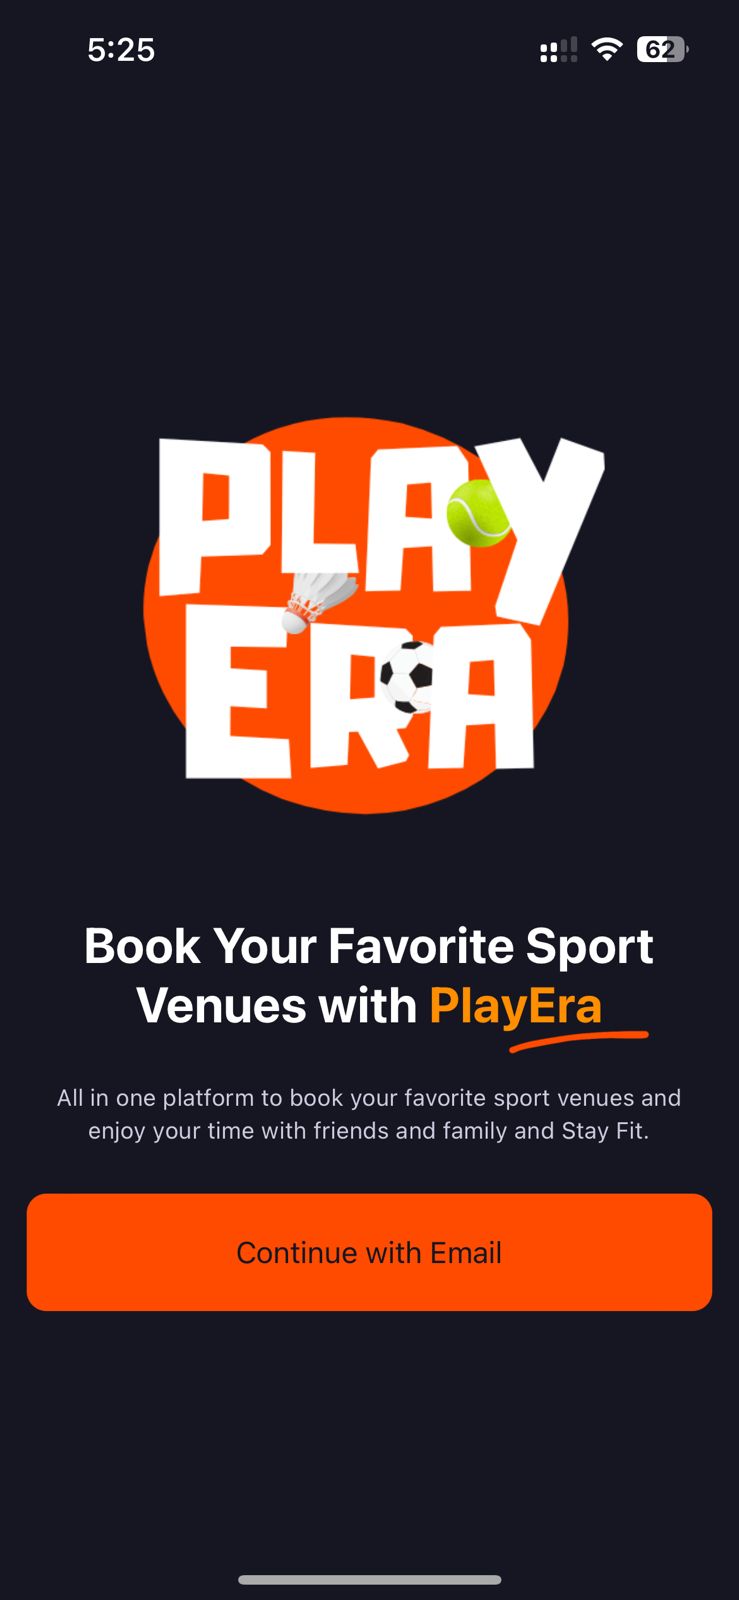 5:25
62
PLAY
ERA
Book Your Favorite Sport
Venues with PlayEra
All in one platform to book your favorite sport venues and
enjoy your time with friends and family and Stay Fit.
Continue with Email